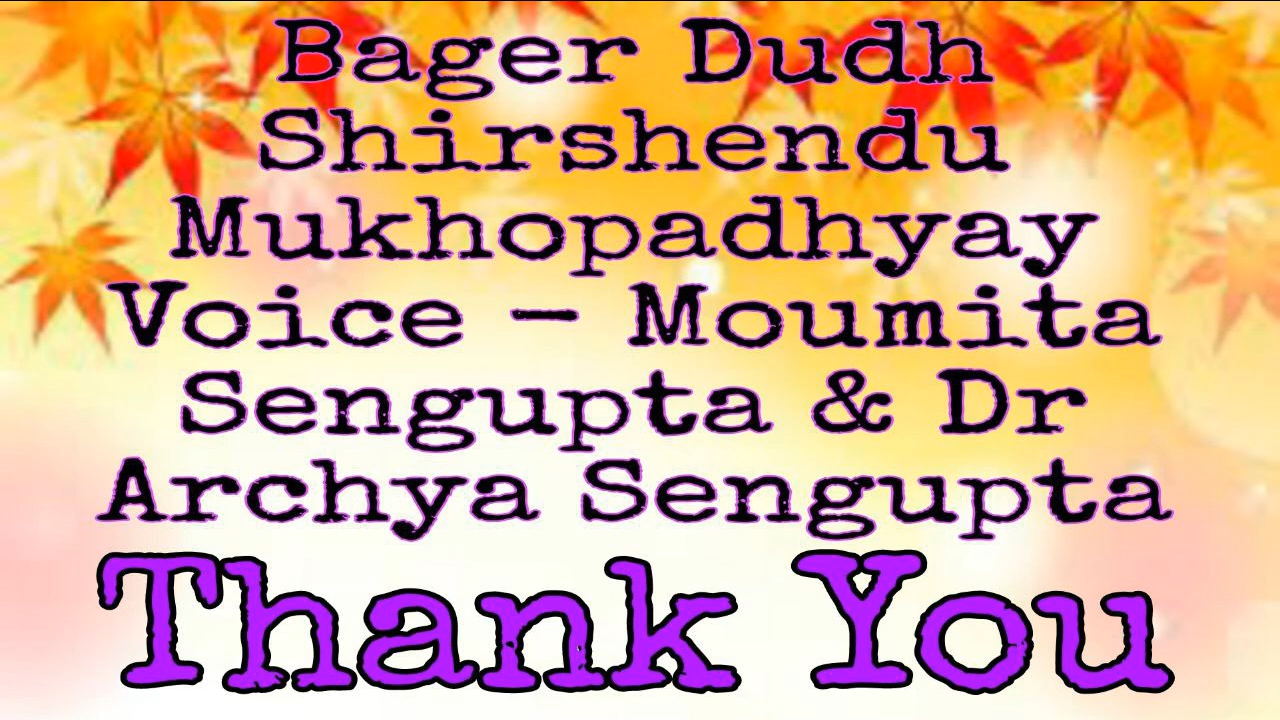 Bager Dudh
Shirshendu
Mukhopadhyay
Voice - Moumita
Sengupta & Dr
Archya Sengupta
Thank You